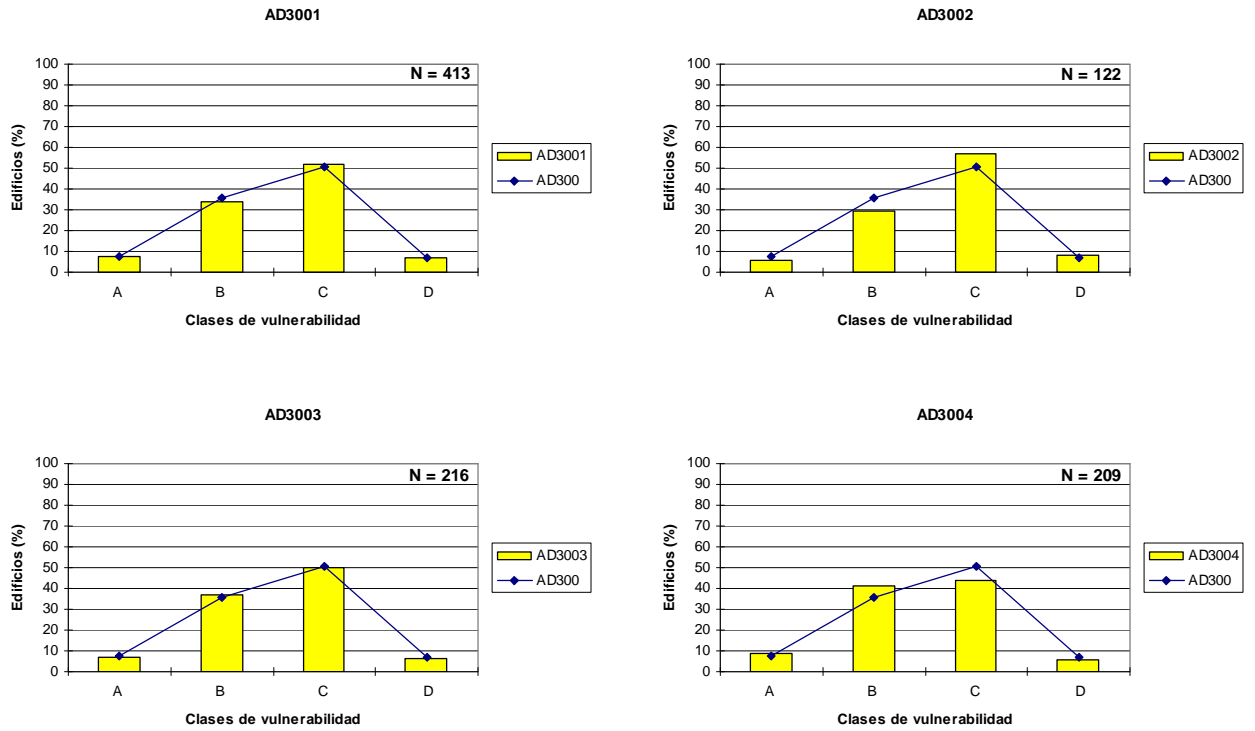 AD3001
N = 413
100
90
80
70
60
50
40
30
20
10
0
Edificios (%)
A B C D
Clases de vulnerabilidad
AD3001
AD300
AD3002
N = 122
100
90
80
70
60
50
40
30
20
10
0
Edificios (%)
A B C D
Clases de vulnerabilidad
AD3002
AD300
AD3003
N = 216
100
90
80
70
60
50
40
30
20
10
0
Edificios (%)
A B C D
Clases de vulnerabilidad
AD3003
AD300
AD3004
N = 209
100
90
80
70
60
50
40
30
20
10
0
Edificios (%)
A B C D
Clases de vulnerabilidad
AD3004
AD300